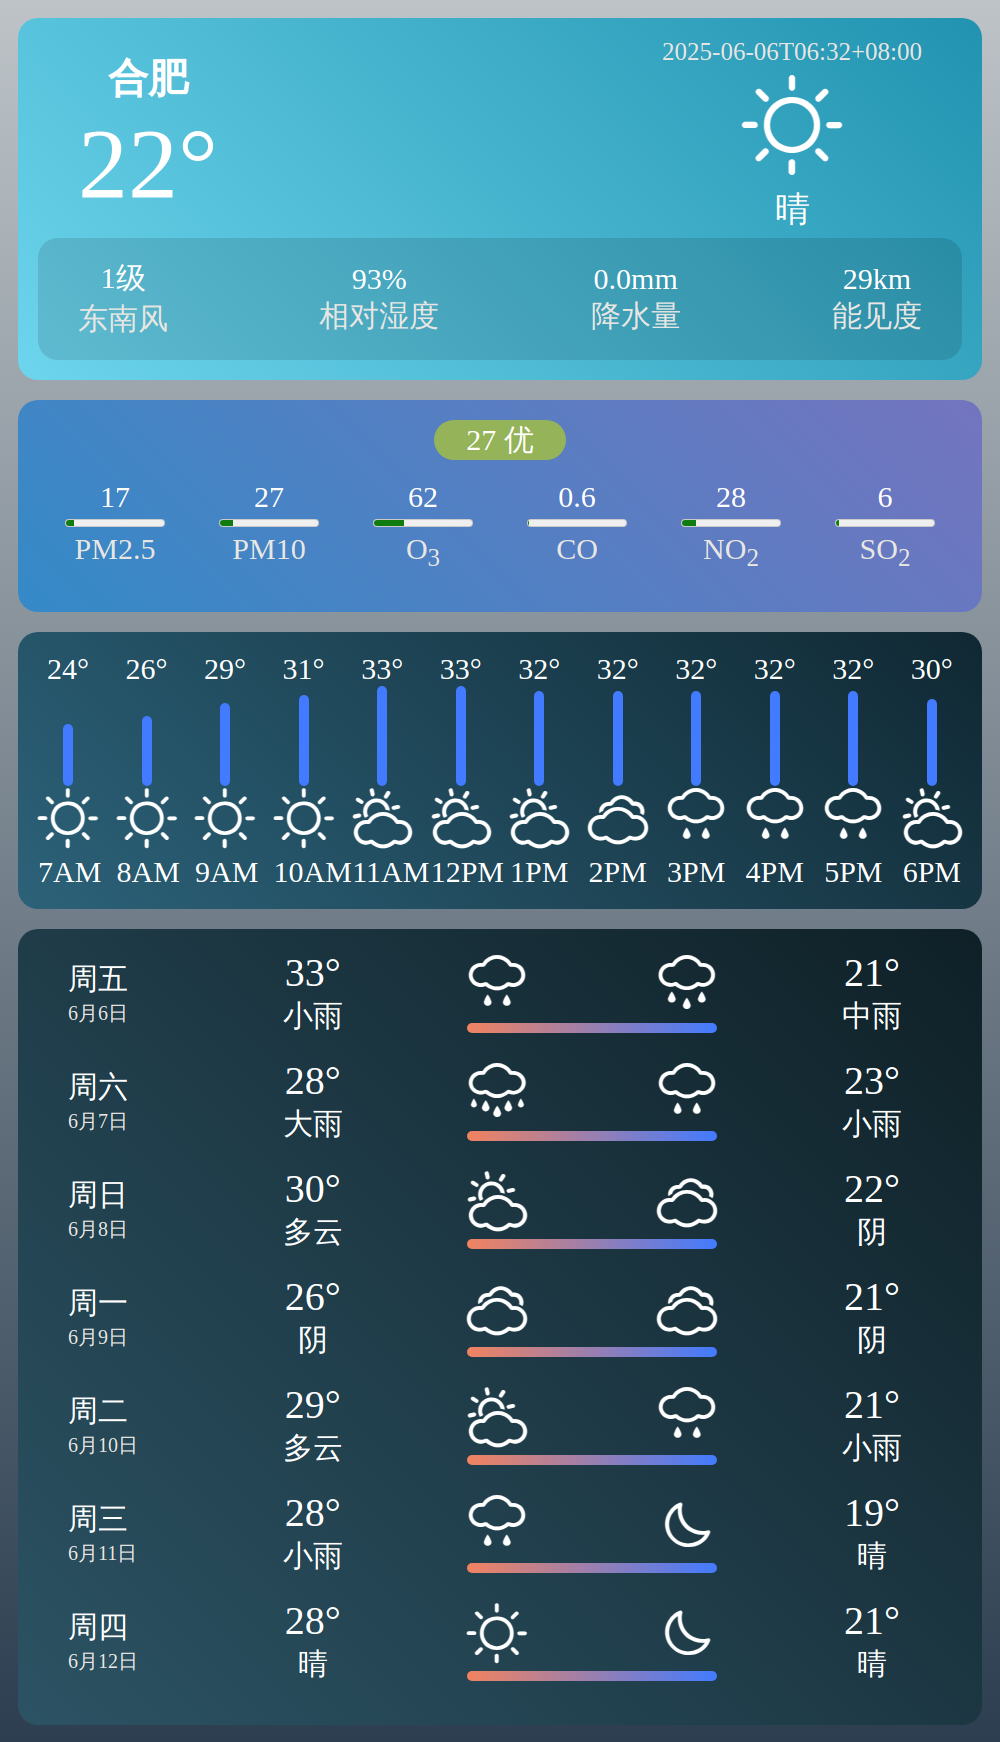 合肥
22°
2025-06-06T06:32+08:00
晴
1级 93% 0.0mm 29km
东南风 相对湿度 降水量 能见度
27 优
17 27 62 0.6 28 6
PM2.5 PM10 O3 CO NO2 SO2
24° 26° 29° 31° 33° 33° 32° 32° 32° 32° 32° 30°
7AM 8AM 9AM 10AM 11AM 12PM 1PM 2PM 3PM 4PM 5PM 6PM
周五 33° 21°
6月6日 小雨 中雨
周六 28° 23°
6月7日 大雨 小雨
周日 30° 22°
6月8日 多云 阴
周一 26° 21°
6月9日 阴 阴
周二 29° 21°
6月10日 多云 小雨
周三 28° 19°
6月11日 小雨 晴
周四 28° 21°
6月12日 晴 晴